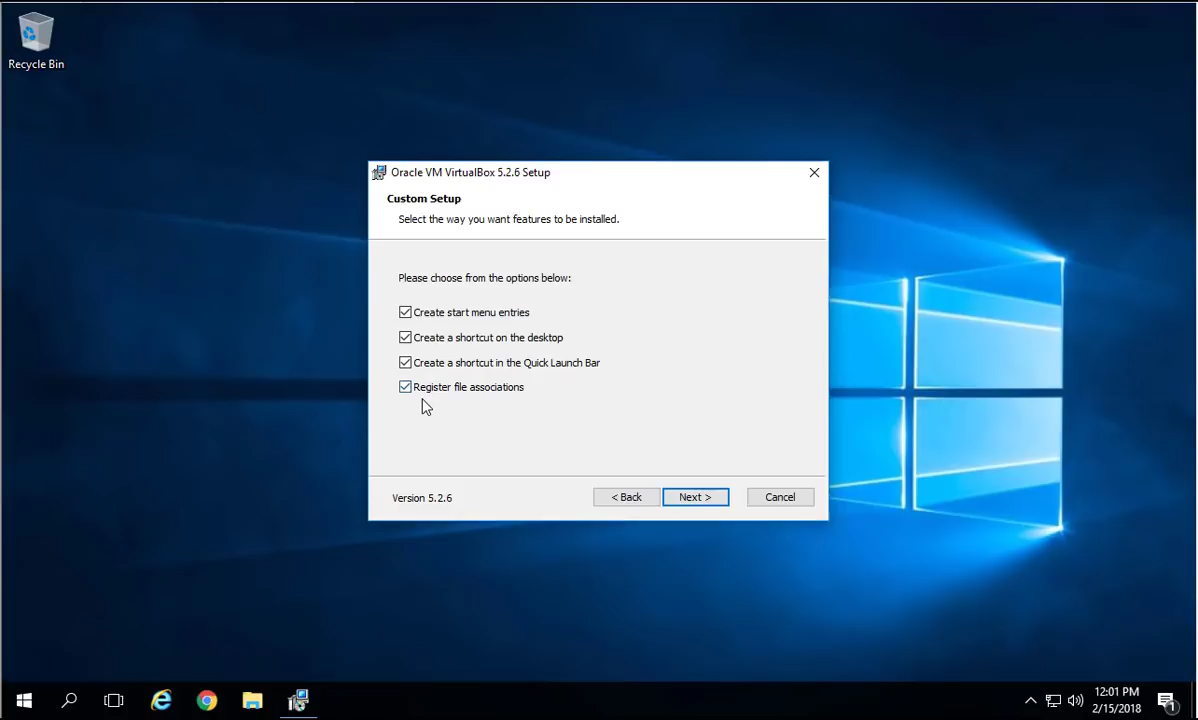 Recycle Bin
Oracle VM VirtualBox 5.2.6 Setup
Custom Setup
Select the way you want features to be installed.
Please choose from the options below:
Create start menu entries
Create a shortcut on the desktop
Create a shortcut in the Quick Launch Bar
Register file associations
Version 5.2.6
< Back
Next >
Cancel
12:01 PM
2/15/2018
1